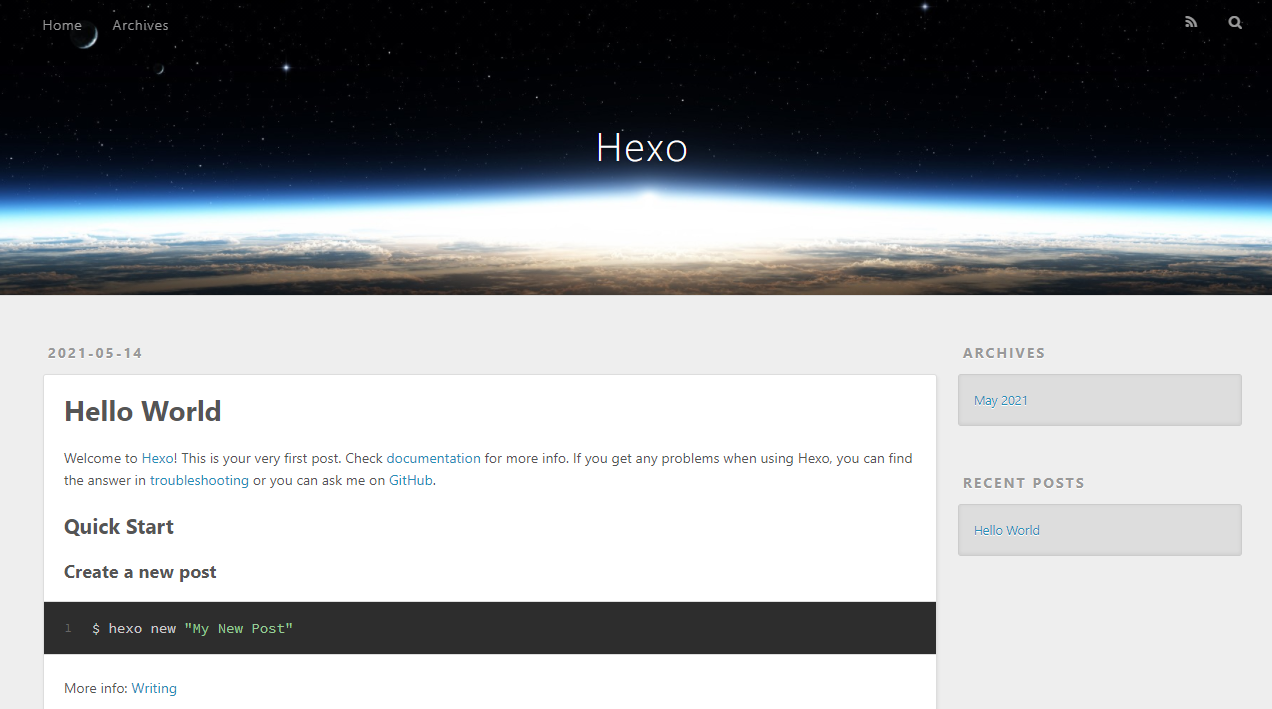 Home Archives
Hexo
2021-05-14
Hello World
Welcome to Hexo! This is your very first post. Check documentation for more info. If you get any problems when using Hexo, you can find
the answer in troubleshooting or you can ask me on GitHub.
Quick Start
Create a new post
1 $ hexo new "My New Post"
More info: Writing
ARCHIVES
May 2021
RECENT POSTS
Hello World